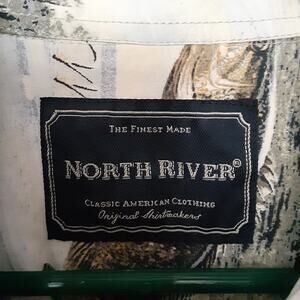 THE FINEST MADE
NORTH RIVER®
CLASSIC AMERICAN CLOTHING
Original Shirtmakers